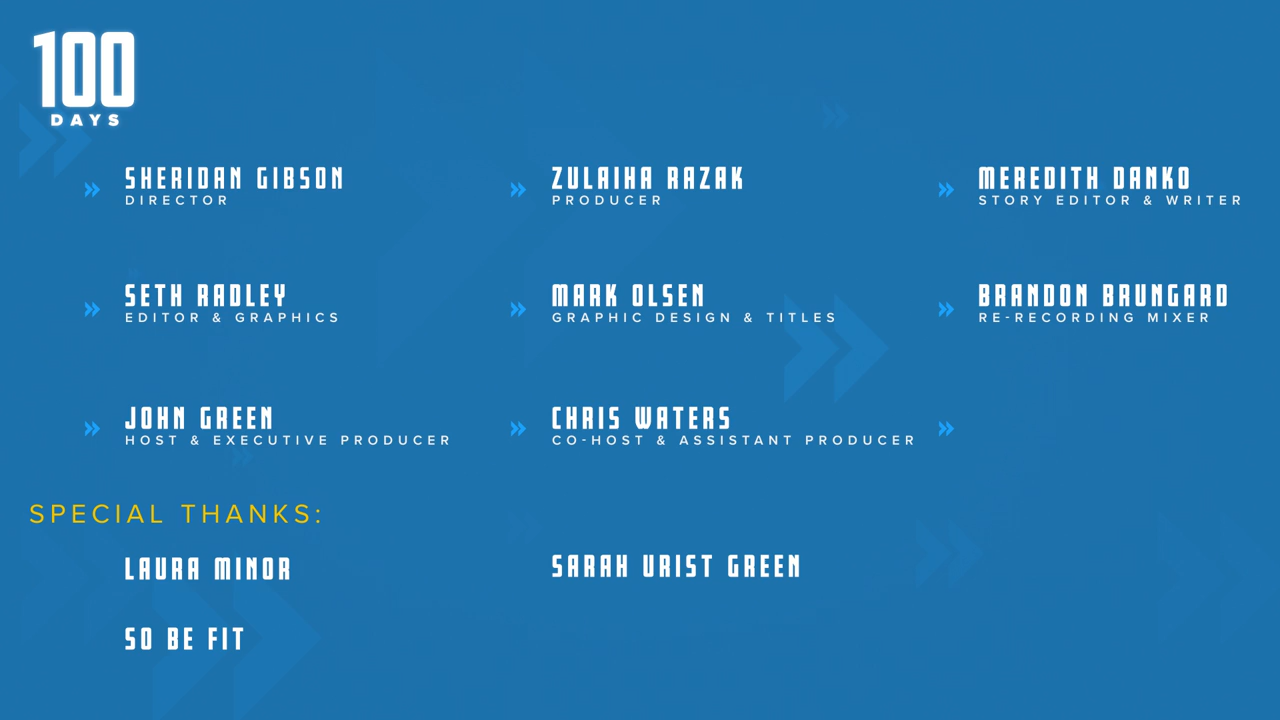 100
DAYS
SHERIDAN GIBSON
DIRECTOR
ZULAIHA RAZAK
PRODUCER
MEREDITH DANKO
STORY EDITOR & WRITER
SETH RADLEY
EDITOR & GRAPHICS
MARK OLSEN
GRAPHIC DESIGN & TITLES
BRANDON BRUNGARD
RE-RECORDING MIXER
JOHN GREEN
HOST & EXECUTIVE PRODUCER
CHRIS WATERS
CO-HOST & ASSISTANT PRODUCER
SPECIAL THANKS:
LAURA MINOR
SARAH URIST GREEN
SO BE FIT